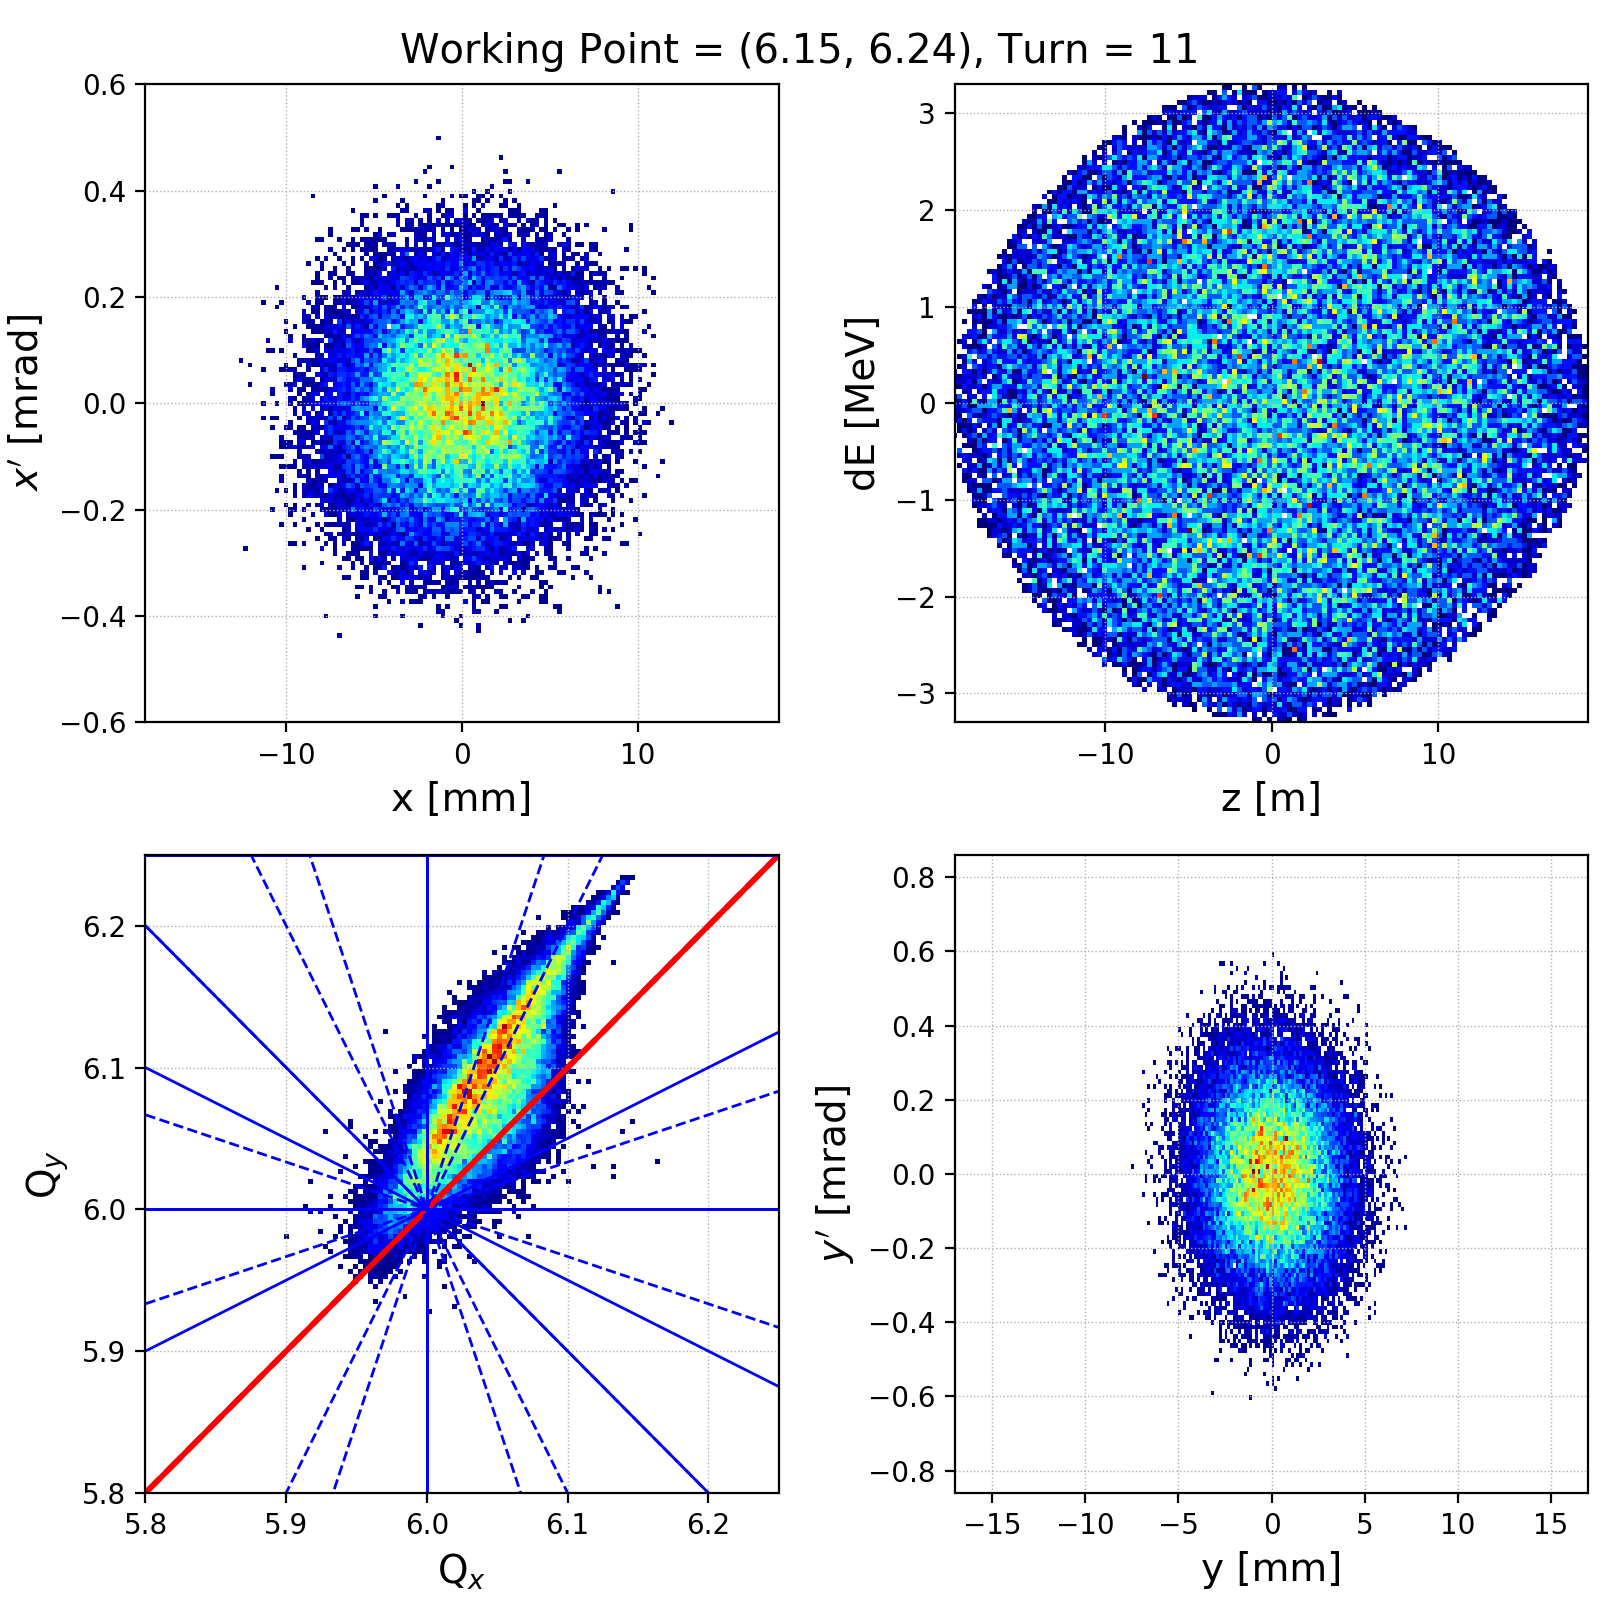 Working Point = (6.15, 6.24), Turn = 11
0.6
0.4
0.2
0.0
−0.2
−0.4
−0.6
x′ [mrad]
−10 0 10
x [mm]
3
2
1
0
−1
−2
−3
dE [MeV]
−10 0 10
z [m]
6.2
6.1
6.0
5.9
5.8
Qy
5.8 5.9 6.0 6.1 6.2
Qx
0.8
0.6
0.4
0.2
0.0
−0.2
−0.4
−0.6
−0.8
y′ [mrad]
−15 −10 −5 0 5 10 15
y [mm]